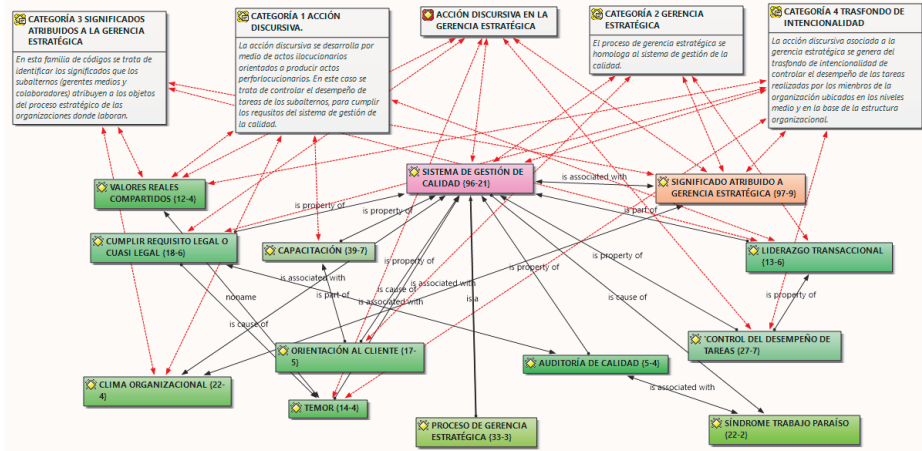 CATEGORÍA 3 SIGNIFICADOS
ATRIBUIDOS A LA GERENCIA
ESTRATÉGICA
En esta familia de códigos se trata de
identificar los significados que los
subalternos (gerentes medios y
colaboradores) atribuyen a los objetos
del proceso estratégico de las
organizaciones donde laboran.
CATEGORÍA 1 ACCIÓN
DISCURSIVA.
La acción discursiva se desarrolla por
medio de actos ilocucionarios
orientados a producir actos
perforlocucionarios. En este caso se
trata de controlar el desempeño de
tareas de los subalternos, para cumplir
los requsitos del sistema de gestión de
la calidad.
ACCIÓN DISCURSIVA EN LA
GERENCIA ESTRATÉGICA
CATEGORÍA 2 GERENCIA
ESTRATÉGICA
El proceso de gerencia estratégica se
homologa al sistema de gestión de la
calidad.
CATEGORÍA 4 TRASFONDO DE
INTENCIONALIDAD
La acción discursiva asociada a la
gerencia estratégica se genera del
trasfondo de intencionalidad de
controlar el desempeño de las tareas
realizadas por los miembros de la
organización ubicados en los niveles
medio y en la base de la estructura
organizacional.
VALORES REALES
COMPARTIDOS (12-4)
SISTEMA DE GESTIÓN DE
CALIDAD (96-21)
is associated with
SIGNIFICADO ATRIBUIDO A
GERENCIA ESTRATÉGICA (97-9)
is property of
is property of
is part of
CUMPLIR REQUISITO LEGAL O
CUASI LEGAL (18-6)
CAPACITACIÓN (39-7)
LIDERAZGO TRANSACCIONAL
(13-6)
is property of
is property of
is property of
is associated with
is associated with
is cause of
is property of
noname
is part of
is associated with
is a
is cause of
is cause of
ORIENTACIÓN AL CLIENTE (17-
5)
AUDITORÍA DE CALIDAD (5-4)
'CONTROL DEL DESEMPEÑO DE
TAREAS (27-7)
CLIMA ORGANIZACIONAL (22-
4)
is associated with
TEMOR (14-4)
PROCESO DE GERENCIA
ESTRATÉGICA (33-3)
SÍNDROME TRABAJO PARAÍSO
(22-2)